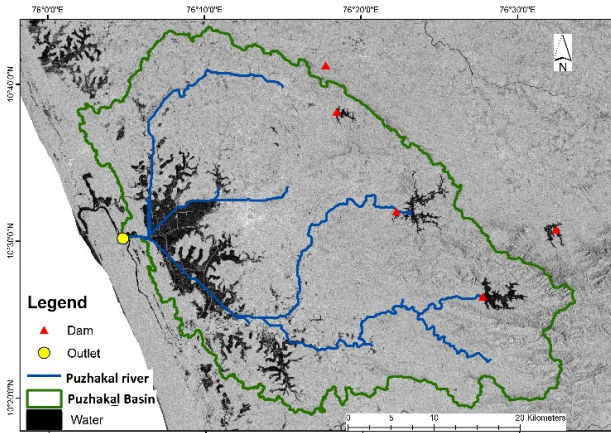 76°0'0"E 76°10'0"E 76°20'0"E 76°30'0"E
10°40'0"N
N
10°30'0"N
Legend
Dam
Outlet
Puzhakal river
Puzhakal Basin
Water
10°20'0"N
0 5 10 20 Kilometers